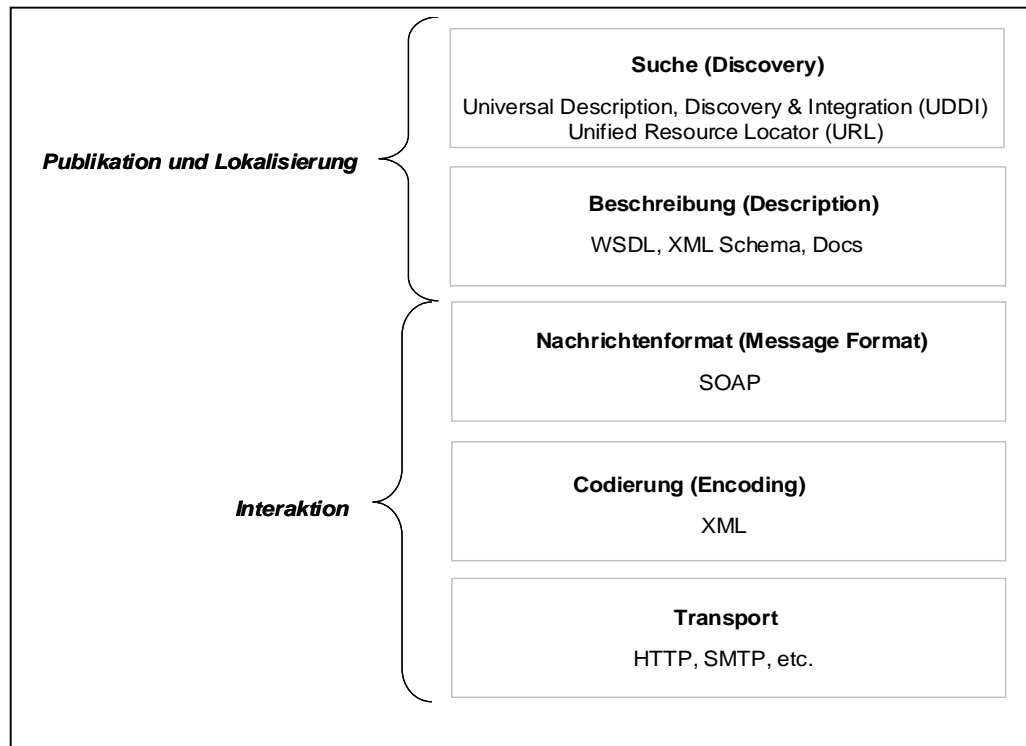 Suche (Discovery)
Universal Description, Discovery & Integration (UDDI)
Unified Resource Locator (URL)
Publikation und Lokalisierung
Beschreibung (Description)
WSDL, XML Schema, Docs
Nachrichtenformat (Message Format)
SOAP
Interaktion
Codierung (Encoding)
XML
Transport
HTTP, SMTP, etc.